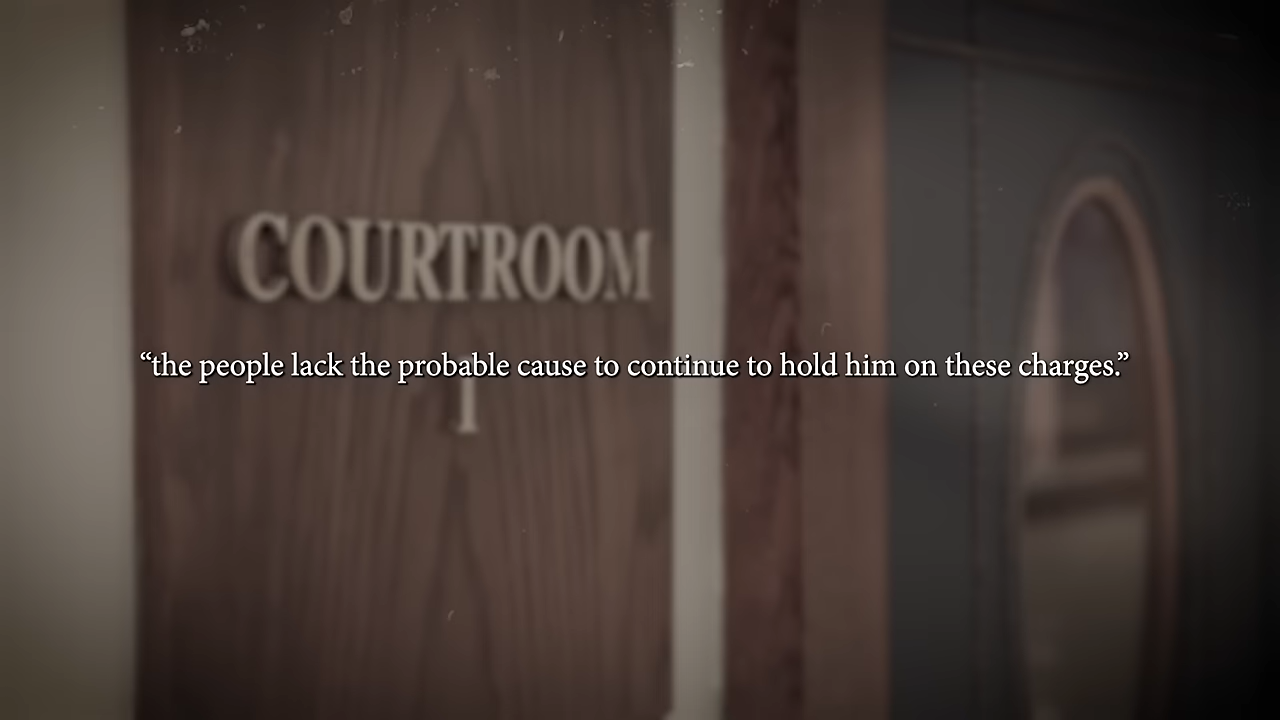 COURTROOM
“the people lack the probable cause to continue to hold him on these charges.”
1